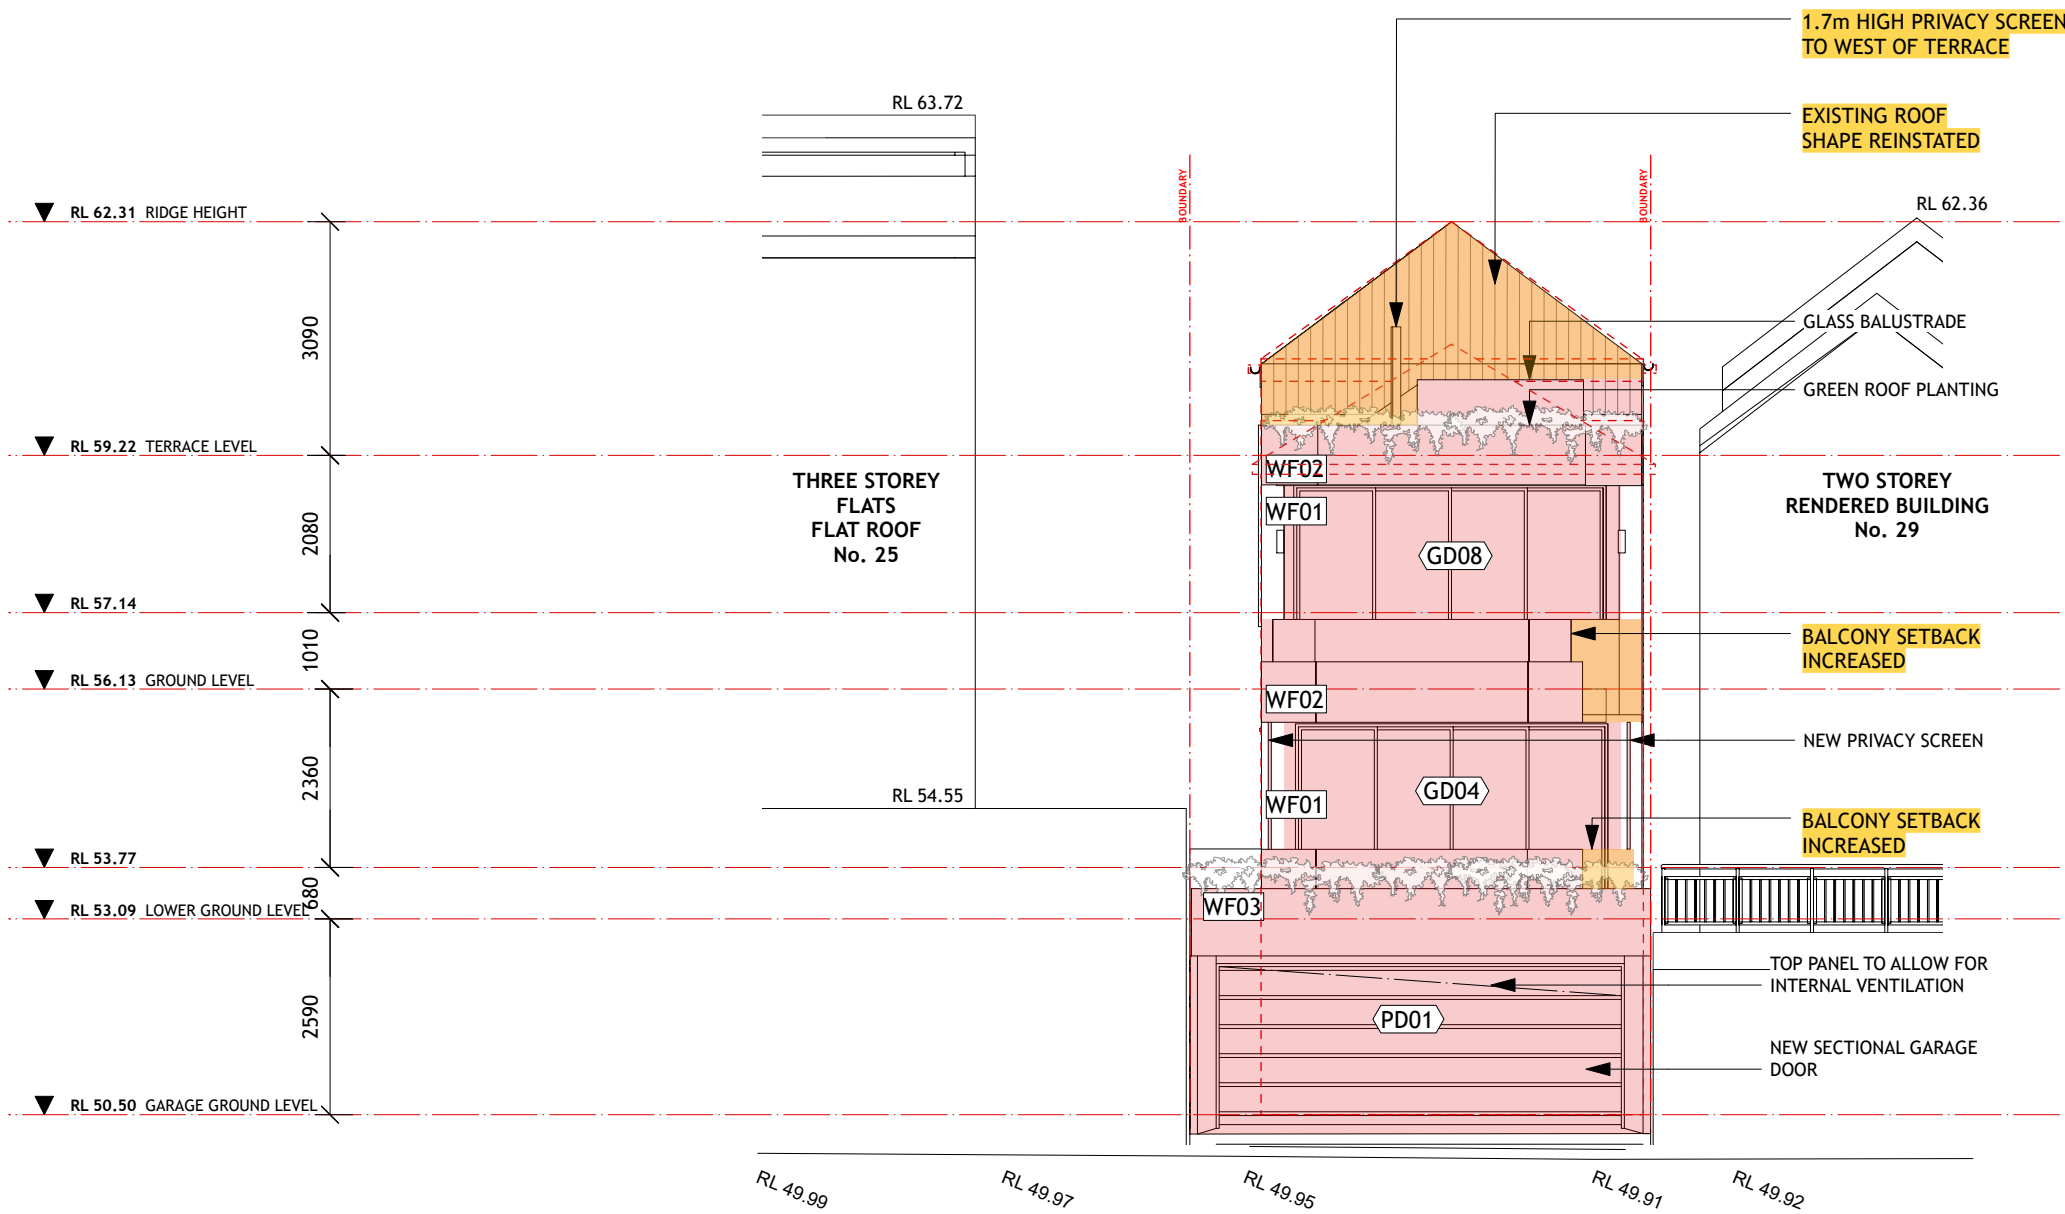 1.7m HIGH PRIVACY SCREEN
TO WEST OF TERRACE
RL 63.72
EXISTING ROOF
SHAPE REINSTATED
BOUNDARY
BOUNDARY
RL 62.31 RIDGE HEIGHT
RL 62.36
3090
GLASS BALUSTRADE
GREEN ROOF PLANTING
RL 59.22 TERRACE LEVEL
WF02
THREE STOREY
FLATS
FLAT ROOF
No. 25
TWO STOREY
RENDERED BUILDING
No. 29
WF01
2080
GD08
RL 57.14
1010
BALCONY SETBACK
INCREASED
RL 56.13 GROUND LEVEL
WF02
NEW PRIVACY SCREEN
2360
GD04
RL 54.55
WF01
BALCONY SETBACK
INCREASED
RL 53.77
680
RL 53.09 LOWER GROUND LEVEL
WF03
TOP PANEL TO ALLOW FOR
INTERNAL VENTILATION
2590
PD01
NEW SECTIONAL GARAGE
DOOR
RL 50.50 GARAGE GROUND LEVEL
RL 49.99
RL 49.97
RL 49.95
RL 49.91
RL 49.92